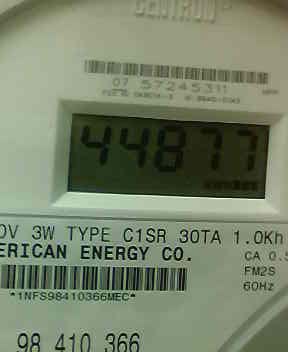 CENTRON
07 57245311
44877
0V 3W TYPE C1SR 30TA 1.0Kh
ERICAN ENERGY CO.
CA 0.5
FM2S
*1NFS98410366MEC*
60Hz
98 410 366